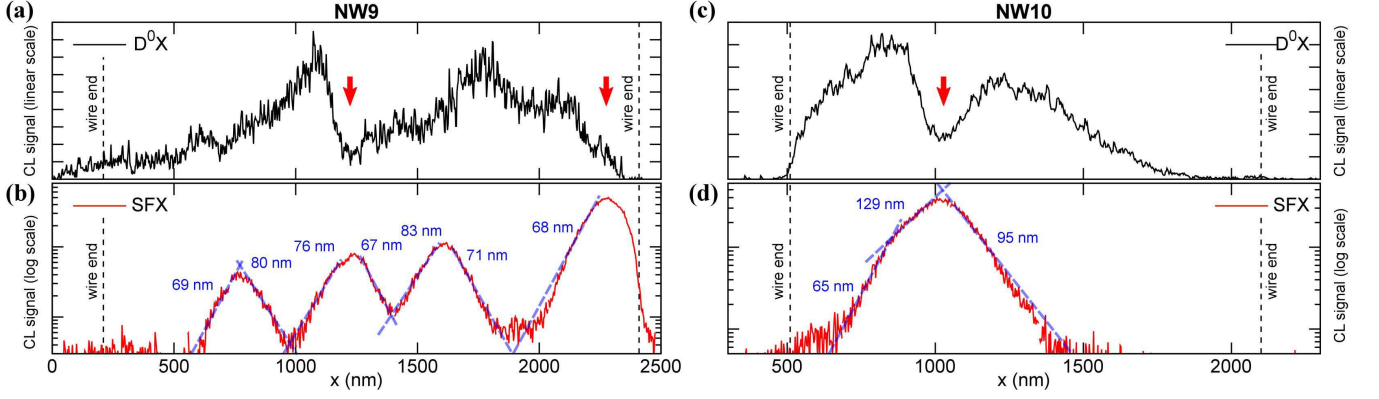 (a)
NW9
CL signal (linear scale)
D⁰X
wire end
wire end
(b)
CL signal (log scale)
SFX
wire end
69 nm
80 nm
76 nm
67 nm
83 nm
71 nm
68 nm
0
500
1000
1500
2000
2500
x (nm)
(c)
NW10
D⁰X
wire end
wire end
CL signal (linear scale)
(d)
SFX
129 nm
95 nm
65 nm
wire end
wire end
CL signal (log scale)
500
1000
1500
2000
x (nm)